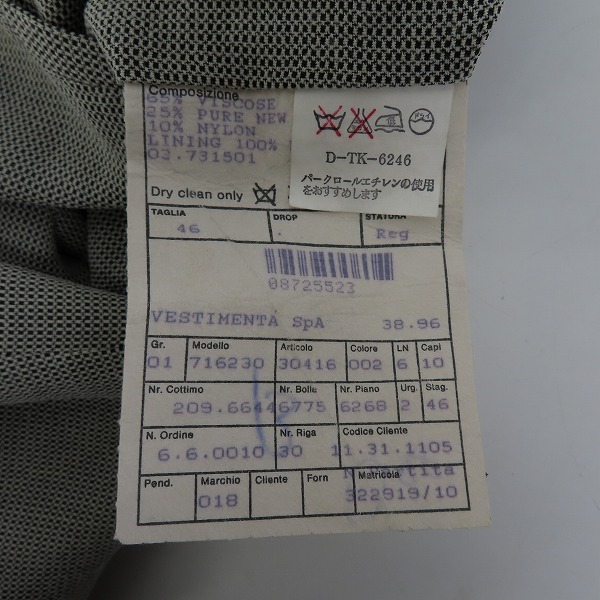 Composizione
65% VISCOSE
25% PURE NEW
10% NYLON
LINING 100%
03.731501
ドライ
D-TK-6246
パークロールエチレンの使用
をおすすめします
Dry clean only
TAGLIA DROP STATURA
46 . Reg
08725523
VESTIMENTA SpA 38.96
Gr. Modello Articolo Colore LN Capi
01 716230 30416 002 6 10
Nr. Cottimo Nr. Bolla Nr. Piano Urg. Stag.
209.6644 6775 6268 2 46
N. Ordine Nr. Riga Codice Cliente
6.6.0010 30 11.31.1105
N.Partita
Pend. Marchio Cliente Forn Matricola
018 322919/10